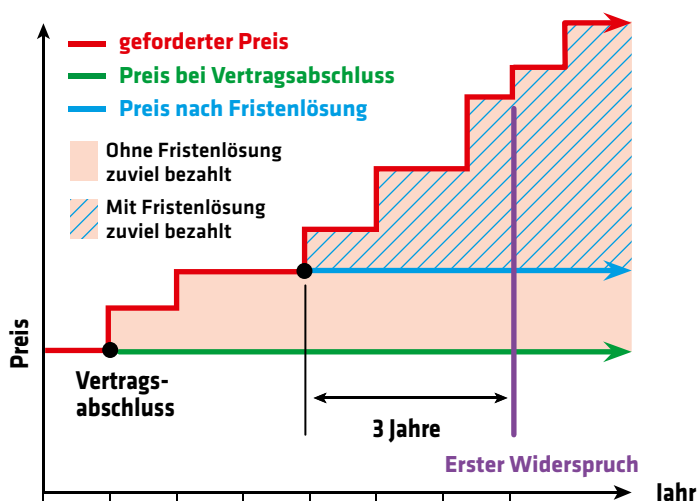 geforderter Preis
Preis bei Vertragsabschluss
Preis nach Fristenlösung
Ohne Fristenlösung
zuviel bezahlt
Mit Fristenlösung
zuviel bezahlt
Preis
Vertrags-
abschluss
3 Jahre
Erster Widerspruch
Jahr